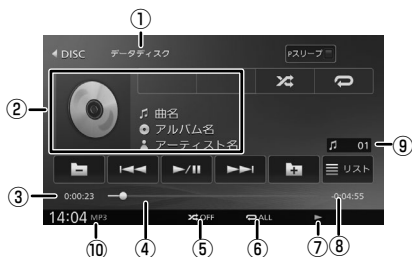 ①
◀ DISC データディスク Pスリープ
②
♫ 曲名
アルバム名
アーティスト名
♫ 01 ⑨
リスト
③ 0:00:23 -0:04:55
14:04 MP3 OFF ALL
⑩ ④ ⑤ ⑥ ⑦ ⑧